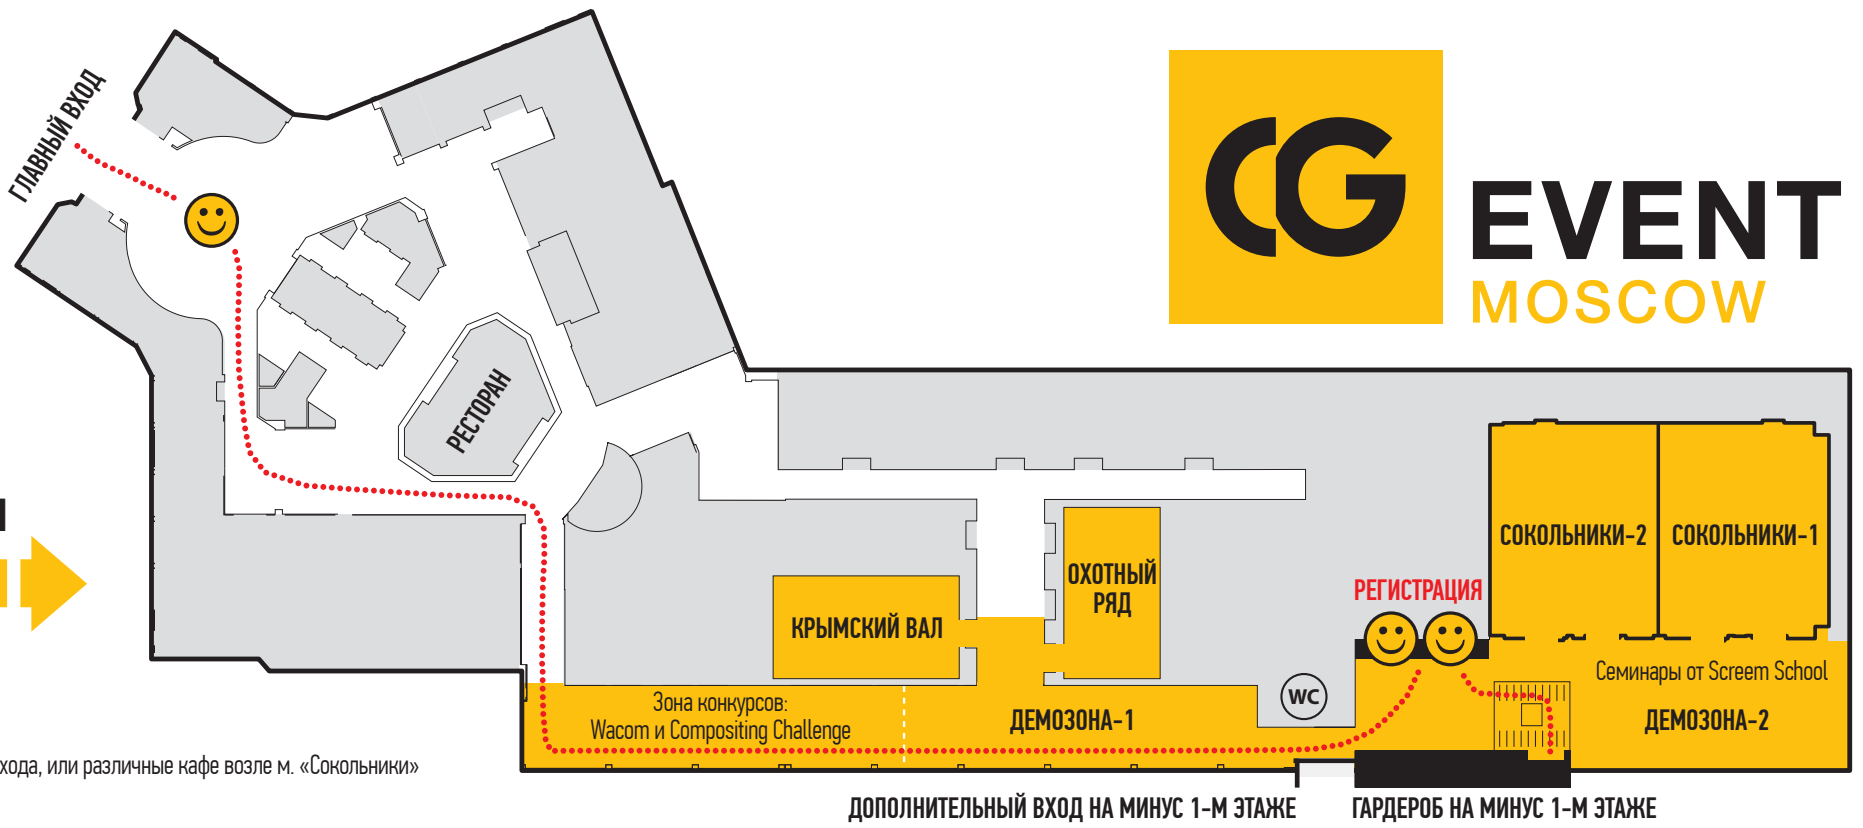 ГЛАВНЫЙ ВХОД
CG
EVENT
MOSCOW
РЕСТОРАН
СОКОЛЬНИКИ-2
СОКОЛЬНИКИ-1
ОХОТНЫЙ
РЯД
РЕГИСТРАЦИЯ
КРЫМСКИЙ ВАЛ
Семинары от Screem School
WC
Зона конкурсов:
Wacom и Compositing Challenge
ДЕМОЗОНА-1
ДЕМОЗОНА-2
хода, или различные кафе возле м. «Сокольники»
ДОПОЛНИТЕЛЬНЫЙ ВХОД НА МИНУС 1-М ЭТАЖЕ
ГАРДЕРОБ НА МИНУС 1-М ЭТАЖЕ